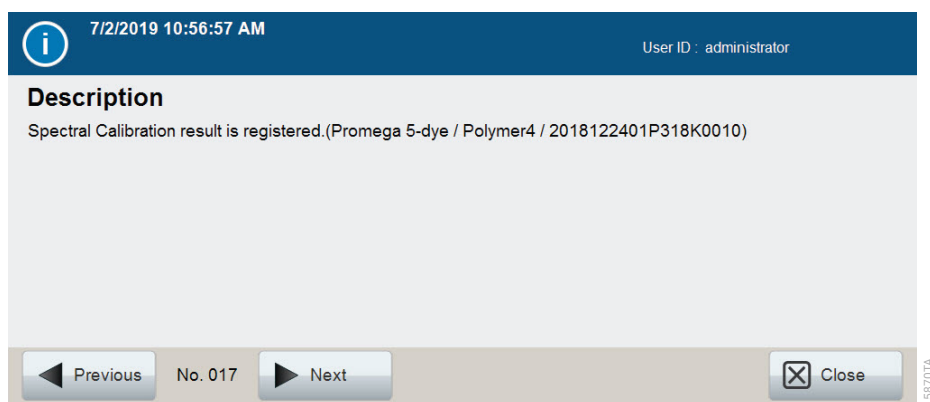 7/2/2019 10:56:57 AM
User ID : administrator
Description
Spectral Calibration result is registered.(Promega 5-dye / Polymer4 / 2018122401P318K0010)
Previous No. 017 Next Close
5870TA